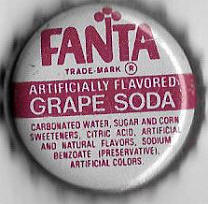 FANTA
TRADE-MARK ®
ARTIFICIALLY FLAVORED
GRAPE SODA
CARBONATED WATER, SUGAR AND CORN
SWEETENERS, CITRIC ACID, ARTIFICIAL
AND NATURAL FLAVORS, SODIUM
BENZOATE (PRESERVATIVE),
ARTIFICIAL COLORS.